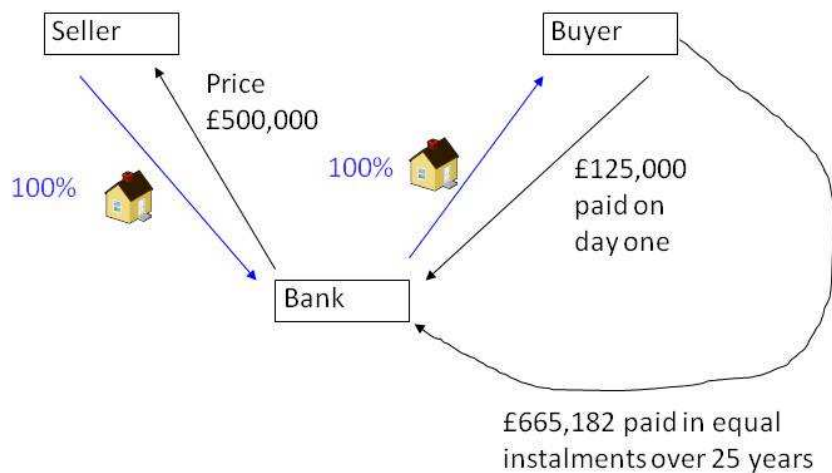 Seller
Buyer
Price
£500,000
100%
100%
£125,000
paid on
day one
Bank
£665,182 paid in equal
instalments over 25 years